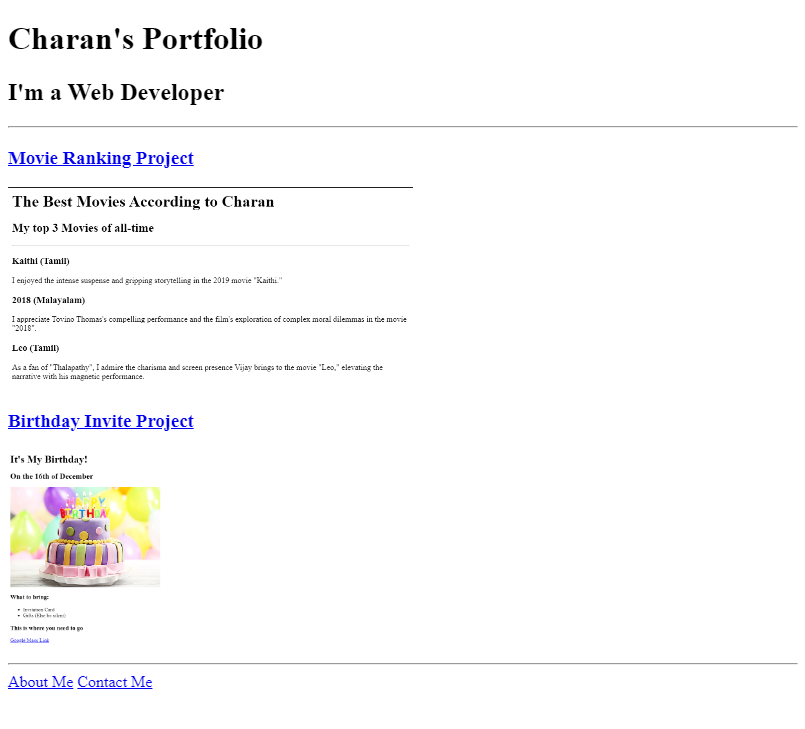 Charan's Portfolio
I'm a Web Developer
Movie Ranking Project
The Best Movies According to Charan
My top 3 Movies of all-time
Kaithi (Tamil)
I enjoyed the intense suspense and gripping storytelling in the 2019 movie "Kaithi."
2018 (Malayalam)
I appreciate Tovino Thomas's compelling performance and the film's exploration of complex moral dilemmas in the movie
"2018".
Leo (Tamil)
As a fan of "Thalapathy", I admire the charisma and screen presence Vijay brings to the movie "Leo," elevating the
narrative with his magnetic performance.
Birthday Invite Project
It's My Birthday!
On the 16th of December
HAPPY
BIRTHDAY
What to bring:
Invitation Card
Gifts (Else be silent)
This is where you need to go
Google Maps Link
About Me Contact Me